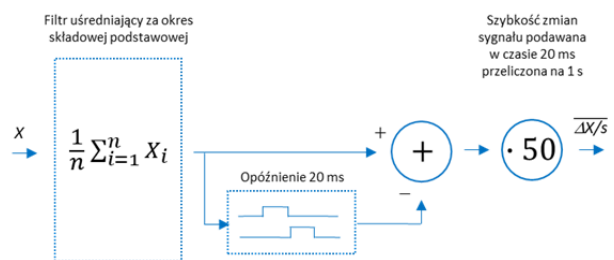 Filtr uśredniający za okres
składowej podstawowej
Szybkość zmian
sygnału podawana
w czasie 20 ms
przeliczona na 1 s
X
1/n ∑ⁿᵢ₌₁ Xᵢ
+
+
· 50
ΔX/s
−
Opóźnienie 20 ms